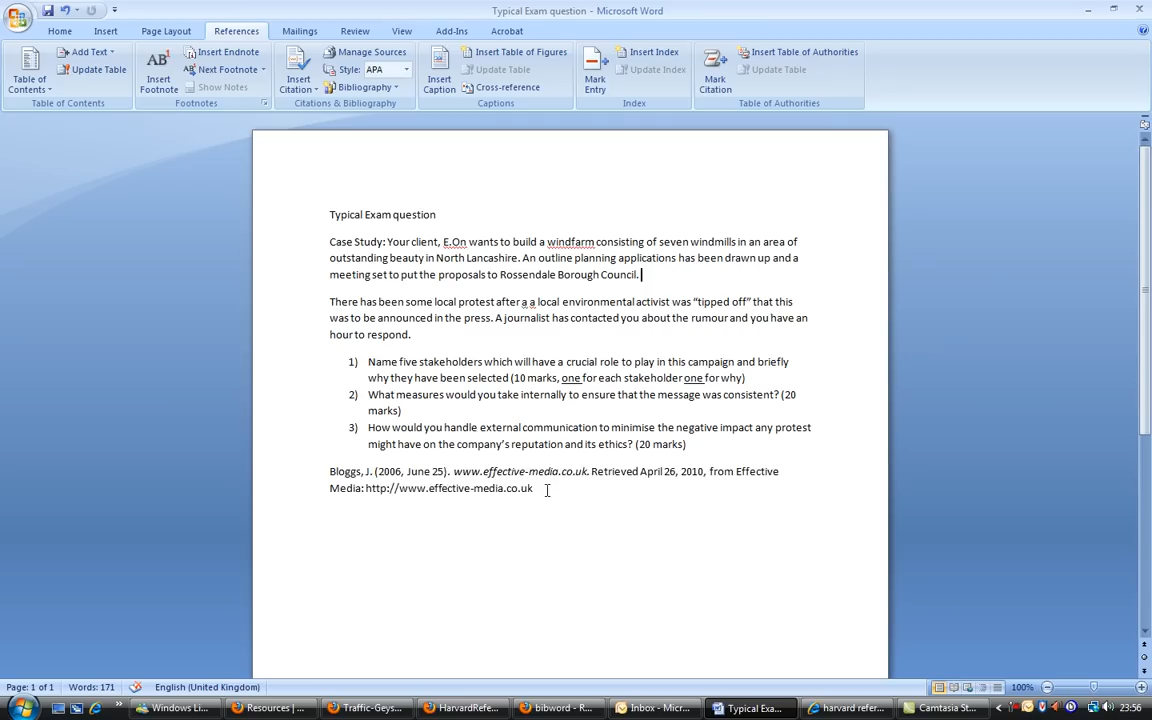 Typical Exam question - Microsoft Word
Home Insert Page Layout References Mailings Review View Add-Ins Acrobat
Add Text Insert Endnote Manage Sources Insert Table of Figures Insert Index Insert Table of Authorities
Update Table Next Footnote Style: APA Update Table Update Index Update Table
Table of Contents Insert Footnote Show Notes Insert Citation Bibliography Insert Caption Cross-reference Mark Entry Mark Citation
Table of Contents Footnotes Citations & Bibliography Captions Index Table of Authorities
Typical Exam question
Case Study: Your client, E.On wants to build a windfarm consisting of seven windmills in an area of
outstanding beauty in North Lancashire. An outline planning applications has been drawn up and a
meeting set to put the proposals to Rossendale Borough Council.
There has been some local protest after a a local environmental activist was “tipped off” that this
was to be announced in the press. A journalist has contacted you about the rumour and you have an
hour to respond.
1) Name five stakeholders which will have a crucial role to play in this campaign and briefly
why they have been selected (10 marks, one for each stakeholder one for why)
2) What measures would you take internally to ensure that the message was consistent? (20
marks)
3) How would you handle external communication to minimise the negative impact any protest
might have on the company’s reputation and its ethics? (20 marks)
Bloggs, J. (2006, June 25). www.effective-media.co.uk. Retrieved April 26, 2010, from Effective
Media: http://www.effective-media.co.uk
Page: 1 of 1 Words: 171 English (United Kingdom) 100%
Windows Li... Resources | ... Traffic-Geys... HarvardRefe... bibword - R... Inbox - Micr... Typical Exa... harvard refer... Camtasia St... 23:56